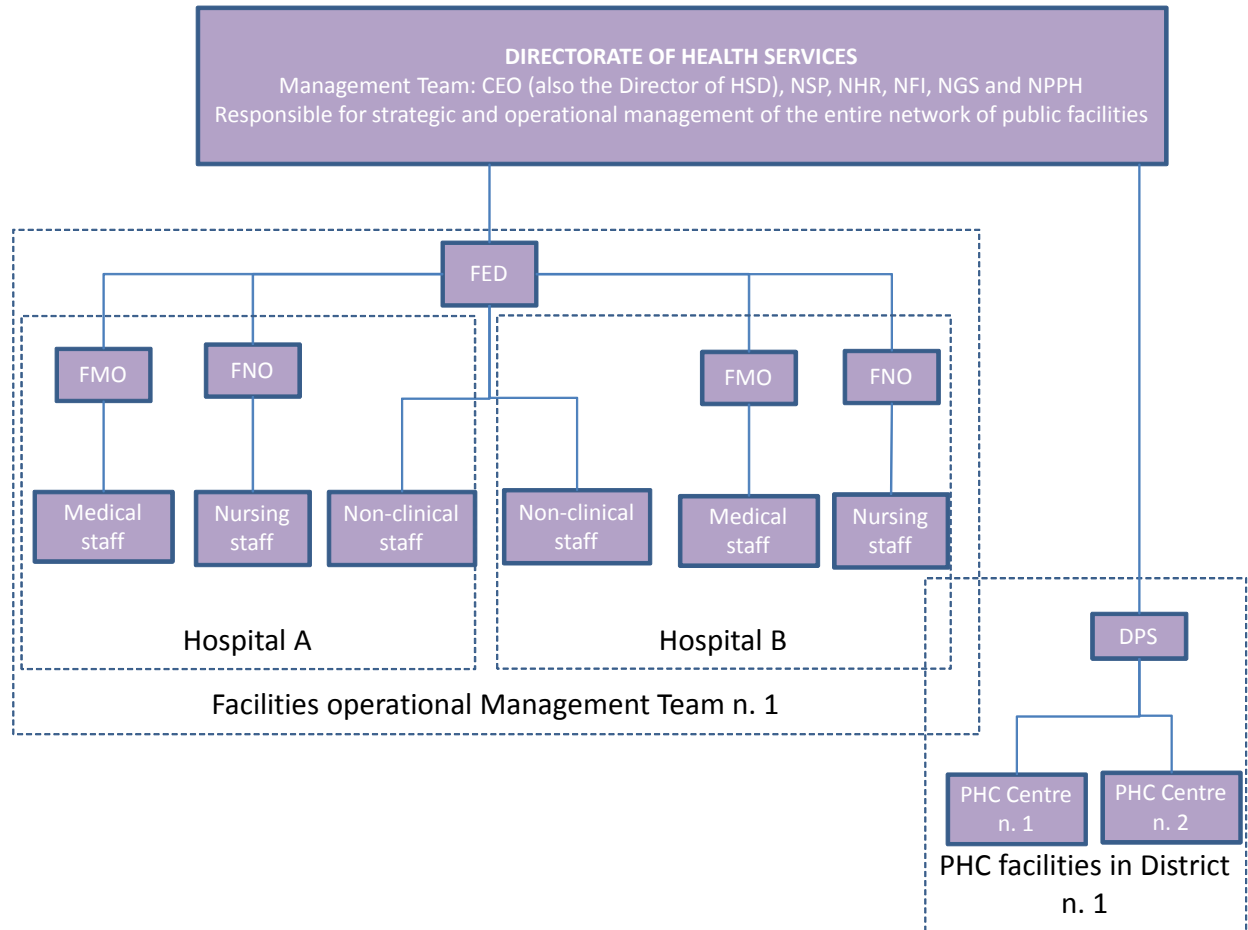 DIRECTORATE OF HEALTH SERVICES
Management Team: CEO (also the Director of HSD), NSP, NHR, NFI, NGS and NPPH
Responsible for strategic and operational management of the entire network of public facilities
FED
FMO
FNO
FMO
FNO
Medical
staff
Nursing
staff
Non-clinical
staff
Non-clinical
staff
Medical
staff
Nursing
staff
Hospital A
Hospital B
Facilities operational Management Team n. 1
DPS
PHC Centre
n. 1
PHC Centre
n. 2
PHC facilities in District
n. 1